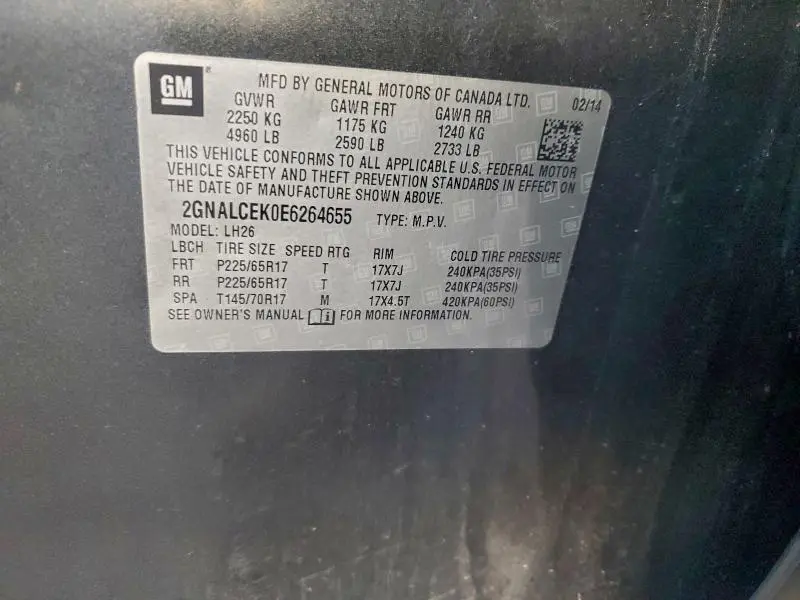 GM
MFD BY GENERAL MOTORS OF CANADA LTD. 02/14
GVWR GAWR FRT GAWR RR
2250 KG 1175 KG 1240 KG
4960 LB 2590 LB 2733 LB
THIS VEHICLE CONFORMS TO ALL APPLICABLE U.S. FEDERAL MOTOR
VEHICLE SAFETY AND THEFT PREVENTION STANDARDS IN EFFECT ON
THE DATE OF MANUFACTURE SHOWN ABOVE.
2GNALCEK0E6264655 TYPE: M.P.V.
MODEL: LH26
LBCH TIRE SIZE SPEED RTG RIM COLD TIRE PRESSURE
FRT P225/65R17 T 17X7J 240KPA(35PSI)
RR P225/65R17 T 17X7J 240KPA(35PSI)
SPA T145/70R17 M 17X4.5T 420KPA(60PSI)
SEE OWNER'S MANUAL i FOR MORE INFORMATION.